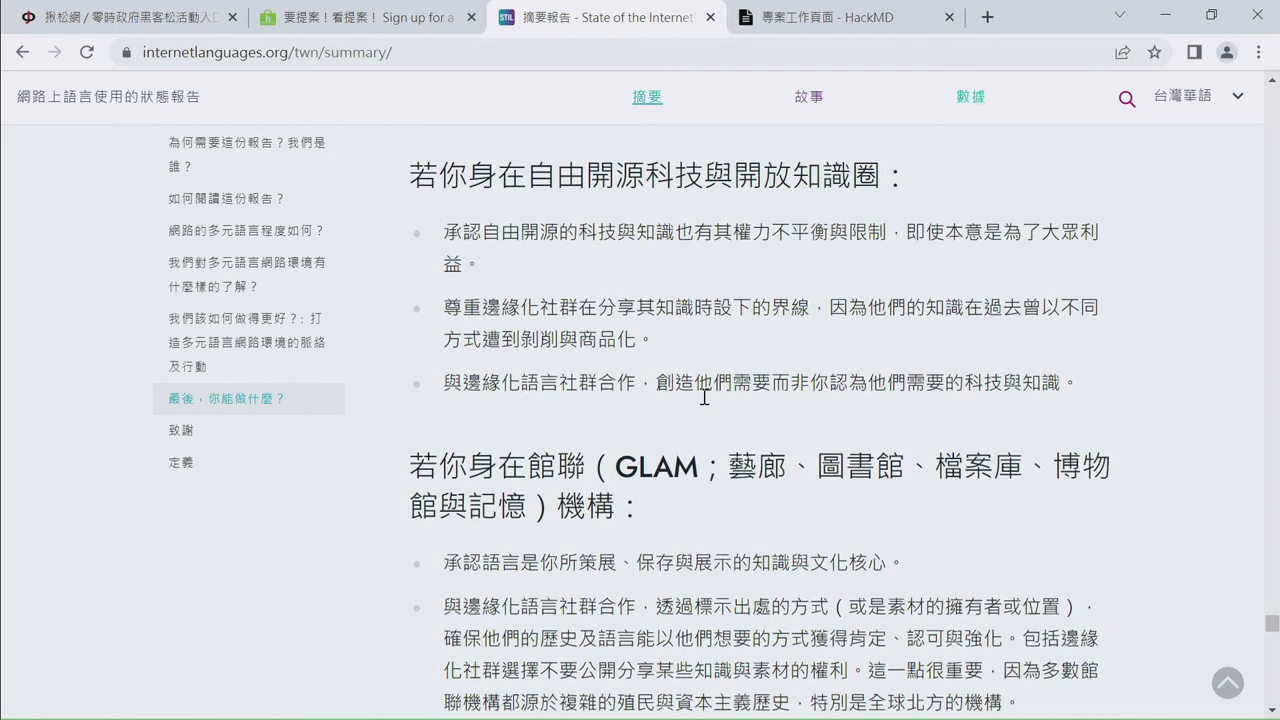 揪松網 / 零時政府黑客松活動入口
要提案！看提案！ Sign up for a
摘要報告 - State of the Internet'
專案工作頁面 - HackMD
internetlanguages.org/twn/summary/
網路上語言使用的狀態報告
摘要
故事
數據
台灣華語
為何需要這份報告？我們是
誰？
如何閱讀這份報告？
網路的多元語言程度如何？
我們對多元語言網路環境有
什麼樣的了解？
我們該如何做得更好？: 打
造多元語言網路環境的脈絡
及行動
最後，你能做什麼？
致謝
定義
若你身在自由開源科技與開放知識圈：
承認自由開源的科技與知識也有其權力不平衡與限制，即使本意是為了大眾利
益。
尊重邊緣化社群在分享其知識時設下的界線，因為他們的知識在過去曾以不同
方式遭到剝削與商品化。
與邊緣化語言社群合作，創造他們需要而非你認為他們需要的科技與知識。
若你身在館聯（GLAM；藝廊、圖書館、檔案庫、博物
館與記憶）機構：
承認語言是你所策展、保存與展示的知識與文化核心。
與邊緣化語言社群合作，透過標示出處的方式（或是素材的擁有者或位置），
確保他們的歷史及語言能以他們想要的方式獲得肯定、認可與強化。包括邊緣
化社群選擇不要公開分享某些知識與素材的權利。這一點很重要，因為多數館
聯機構都源於複雜的殖民與資本主義歷史，特別是全球北方的機構。